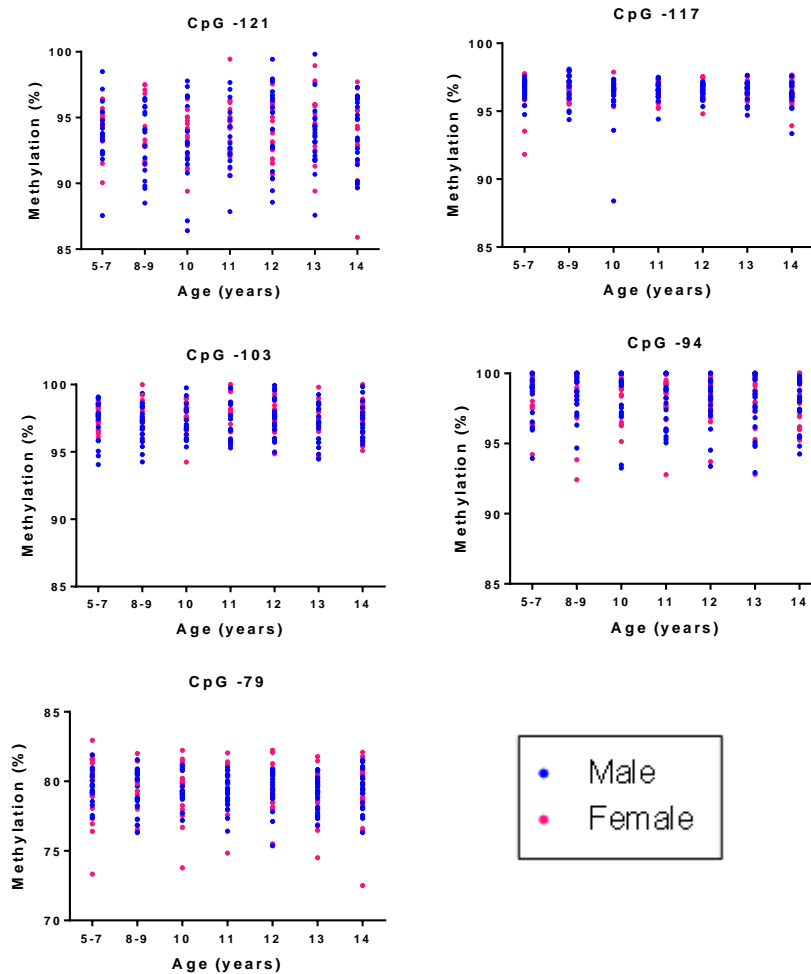 CpG -121
Methylation (%)
100
95
90
85
5-7 8-9 10 11 12 13 14
Age (years)
CpG -117
Methylation (%)
100
95
90
85
5-7 8-9 10 11 12 13 14
Age (years)
CpG -103
Methylation (%)
100
95
90
85
5-7 8-9 10 11 12 13 14
Age (years)
CpG -94
Methylation (%)
100
95
90
85
5-7 8-9 10 11 12 13 14
Age (years)
CpG -79
Methylation (%)
85
80
75
70
5-7 8-9 10 11 12 13 14
Age (years)
Male
Female